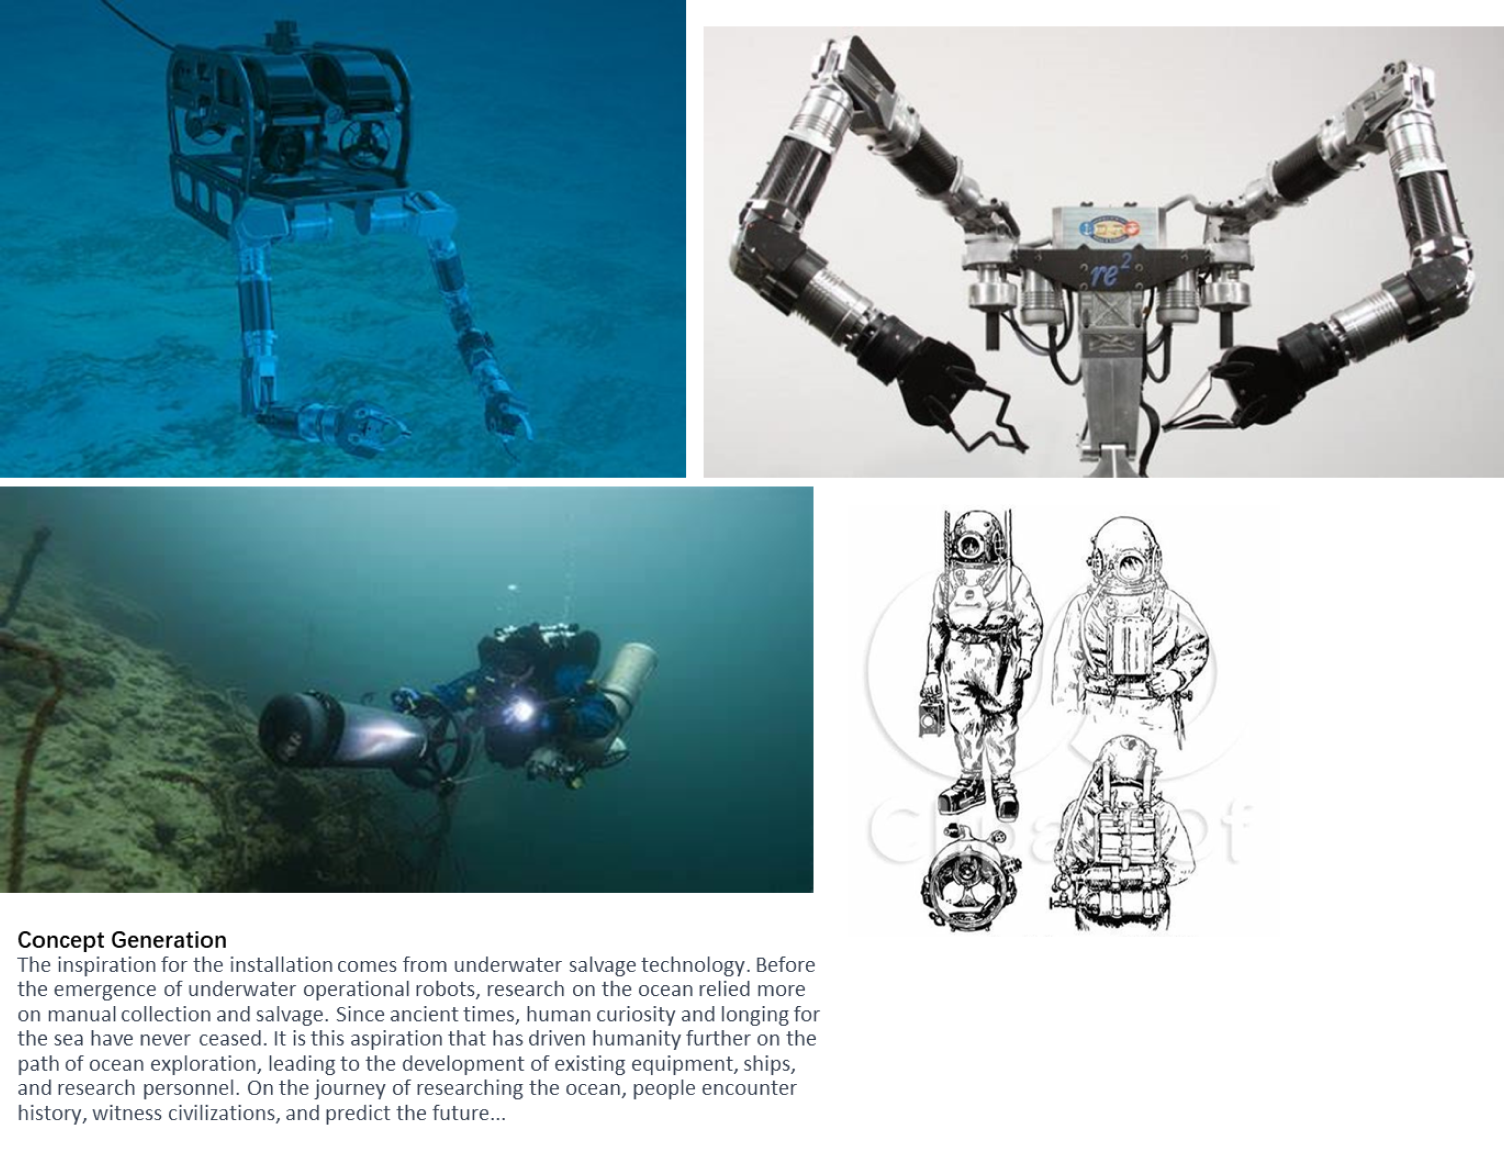 re²
ClipartOf
Concept Generation
The inspiration for the installation comes from underwater salvage technology. Before
the emergence of underwater operational robots, research on the ocean relied more
on manual collection and salvage. Since ancient times, human curiosity and longing for
the sea have never ceased. It is this aspiration that has driven humanity further on the
path of ocean exploration, leading to the development of existing equipment, ships,
and research personnel. On the journey of researching the ocean, people encounter
history, witness civilizations, and predict the future...